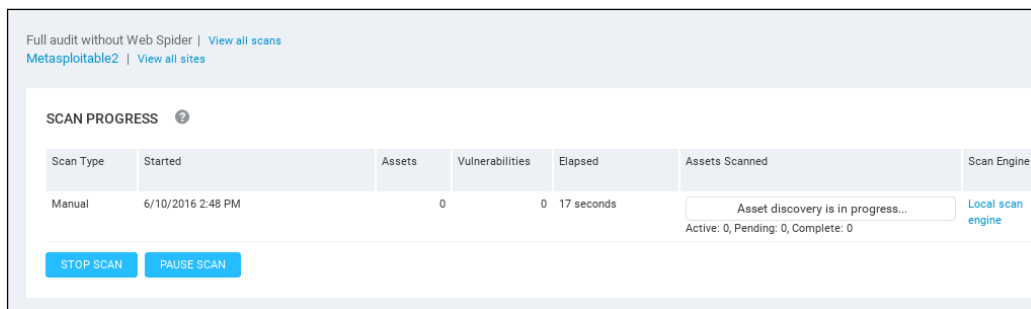 Full audit without Web Spider | View all scans
Metasploitable2 | View all sites
SCAN PROGRESS ?
Scan Type Started Assets Vulnerabilities Elapsed Assets Scanned Scan Engine
Manual 6/10/2016 2:48 PM 0 0 17 seconds Asset discovery is in progress... Local scan
Active: 0, Pending: 0, Complete: 0 engine
STOP SCAN PAUSE SCAN